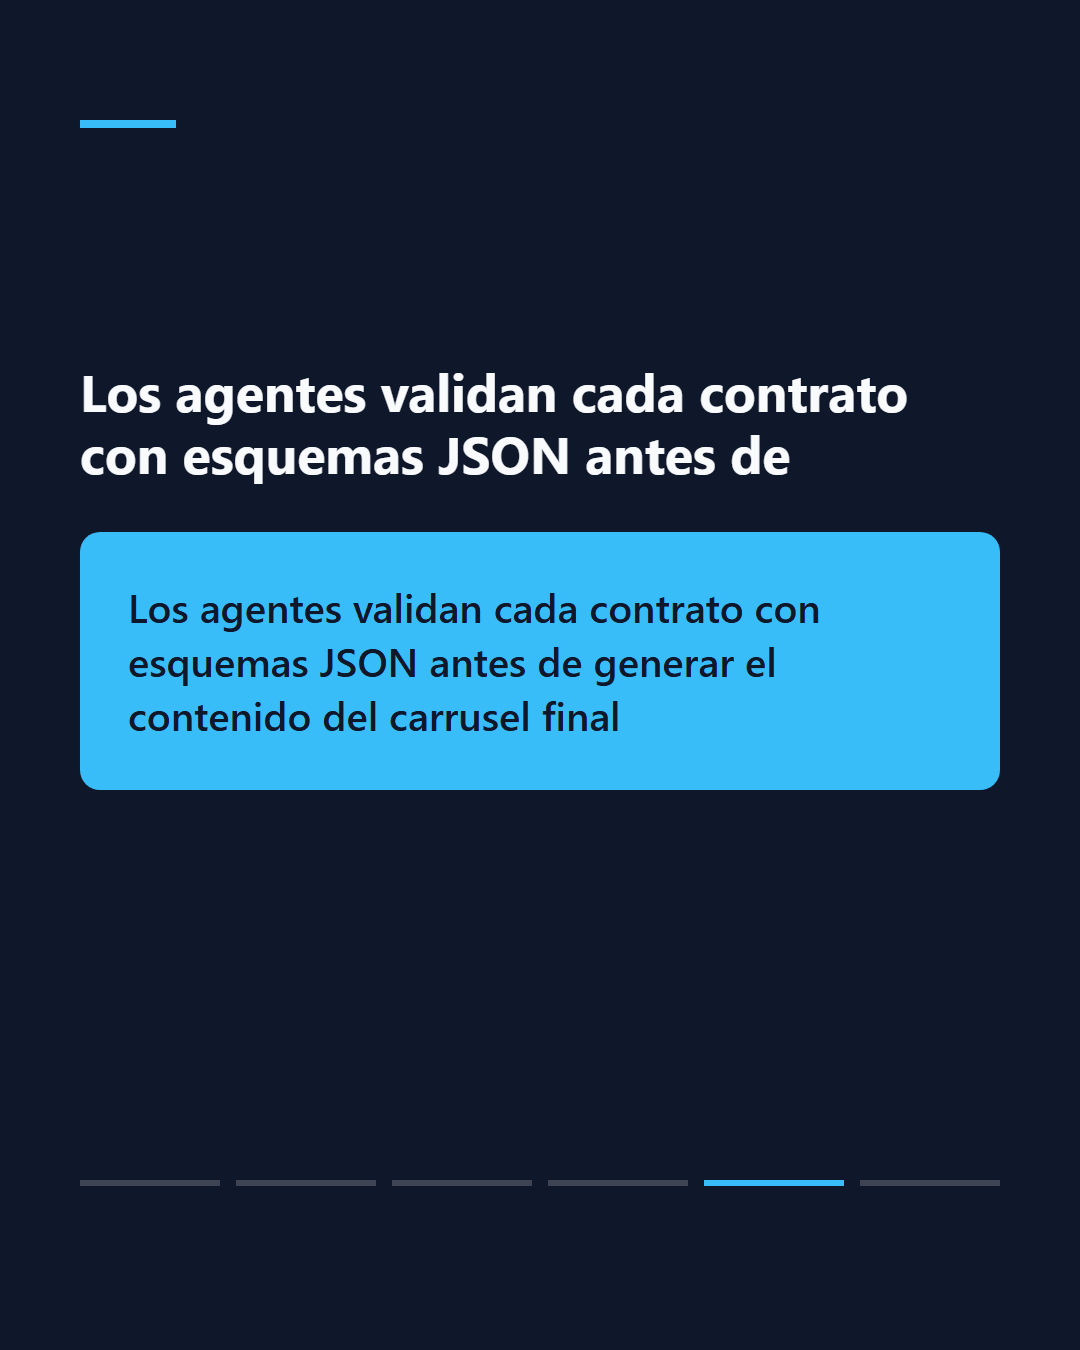 Los agentes validan cada contrato
con esquemas JSON antes de
Los agentes validan cada contrato con
esquemas JSON antes de generar el
contenido del carrusel final